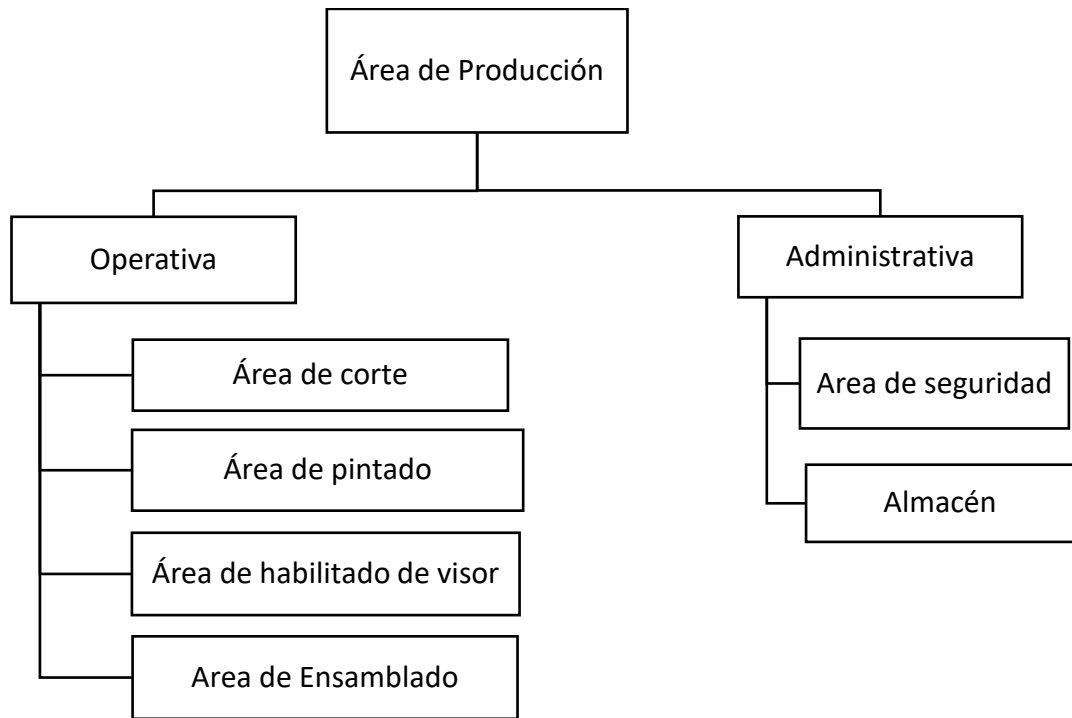 Área de Producción
Operativa
Área de corte
Área de pintado
Área de habilitado de visor
Area de Ensamblado
Administrativa
Area de seguridad
Almacén